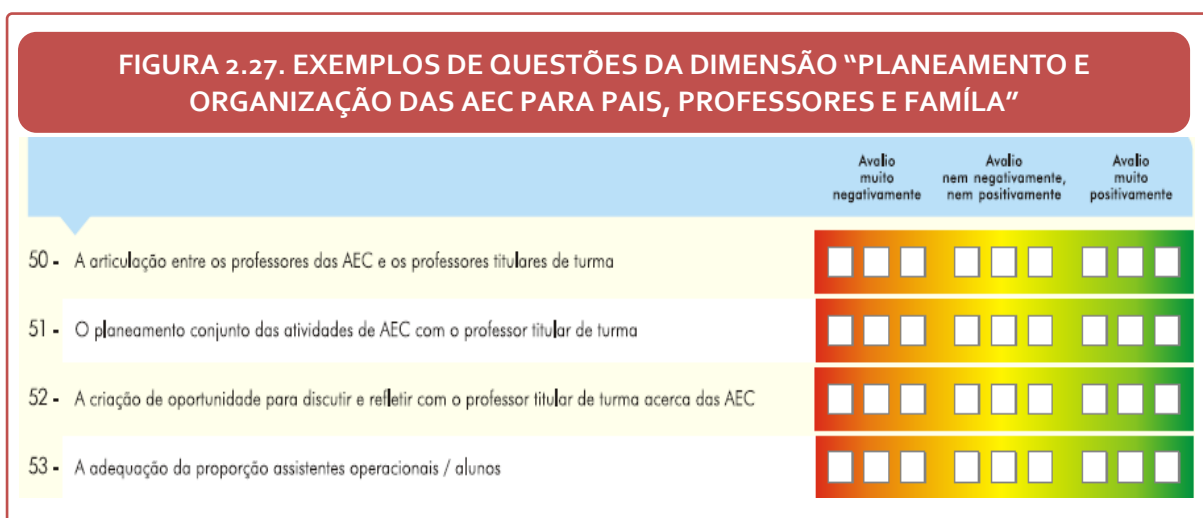 FIGURA 2.27. EXEMPLOS DE QUESTÕES DA DIMENSÃO “PLANEAMENTO E
ORGANIZAÇÃO DAS AEC PARA PAIS, PROFESSORES E FAMÍLA”
Avalio muito negativamente
Avalio nem negativamente, nem positivamente
Avalio muito positivamente
50 - A articulação entre os professores das AEC e os professores titulares de turma
51 - O planeamento conjunto das atividades de AEC com o professor titular de turma
52 - A criação de oportunidade para discutir e refletir com o professor titular de turma acerca das AEC
53 - A adequação da proporção assistentes operacionais / alunos